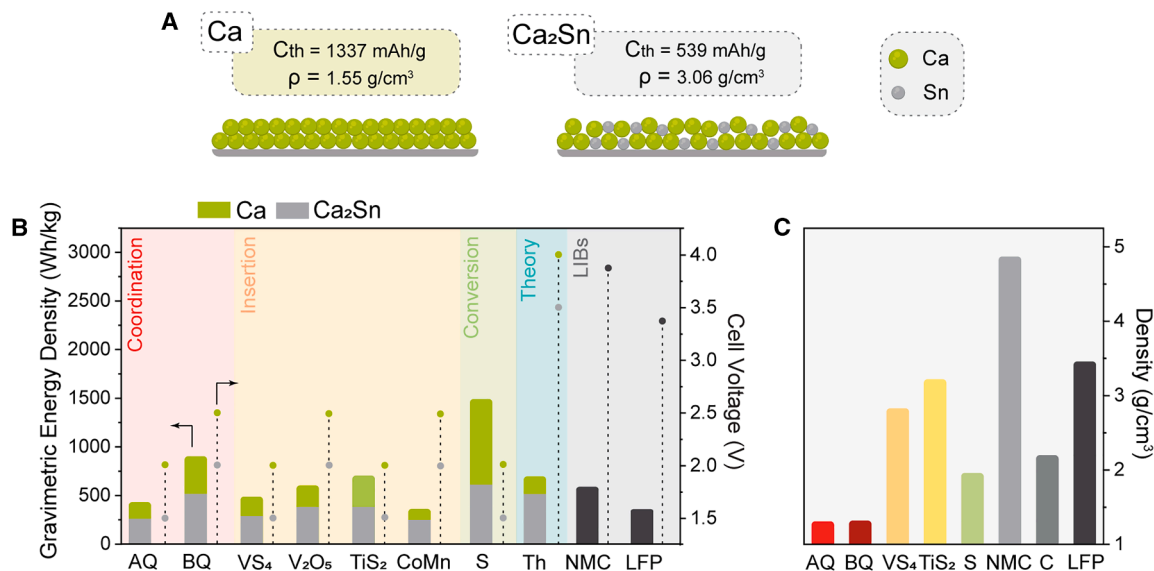 A
Ca
Cth = 1337 mAh/g
ρ = 1.55 g/cm³
Ca₂Sn
Cth = 539 mAh/g
ρ = 3.06 g/cm³
Ca
Sn
B
Ca
Ca₂Sn
Gravimetric Energy Density (Wh/kg)
3000
2500
2000
1500
1000
500
0
Coordination
Insertion
Conversion
Theory
LIBs
4.0
3.5
3.0
2.5
2.0
1.5
Cell Voltage (V)
AQ BQ VS₄ V₂O₅ TiS₂ CoMn S Th NMC LFP
C
5
4
3
2
1
Density (g/cm³)
AQ BQ VS₄ TiS₂ S NMC C LFP